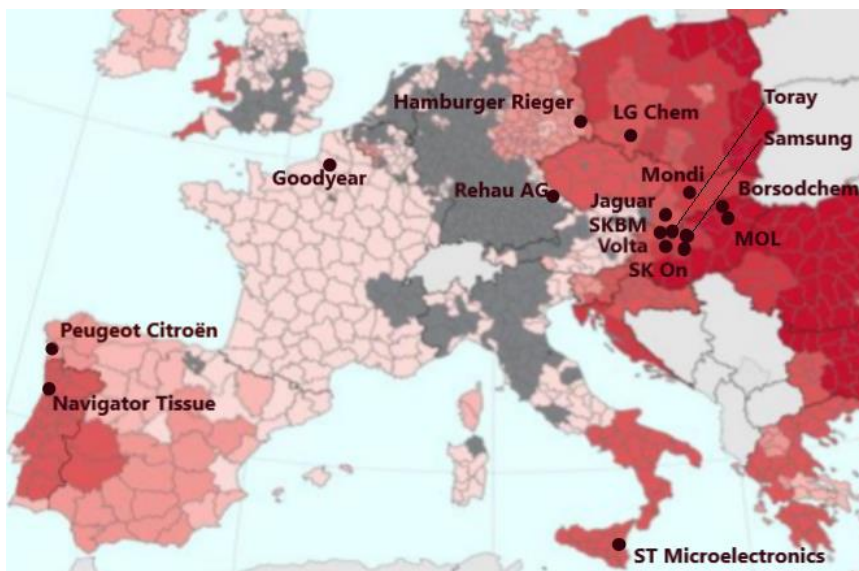 Toray
Hamburger Rieger
LG Chem
Samsung
Goodyear
Mondi
Rehau AG
Borsodchem
Jaguar
SKBM
MOL
Volta
SK On
Peugeot Citroën
Navigator Tissue
ST Microelectronics